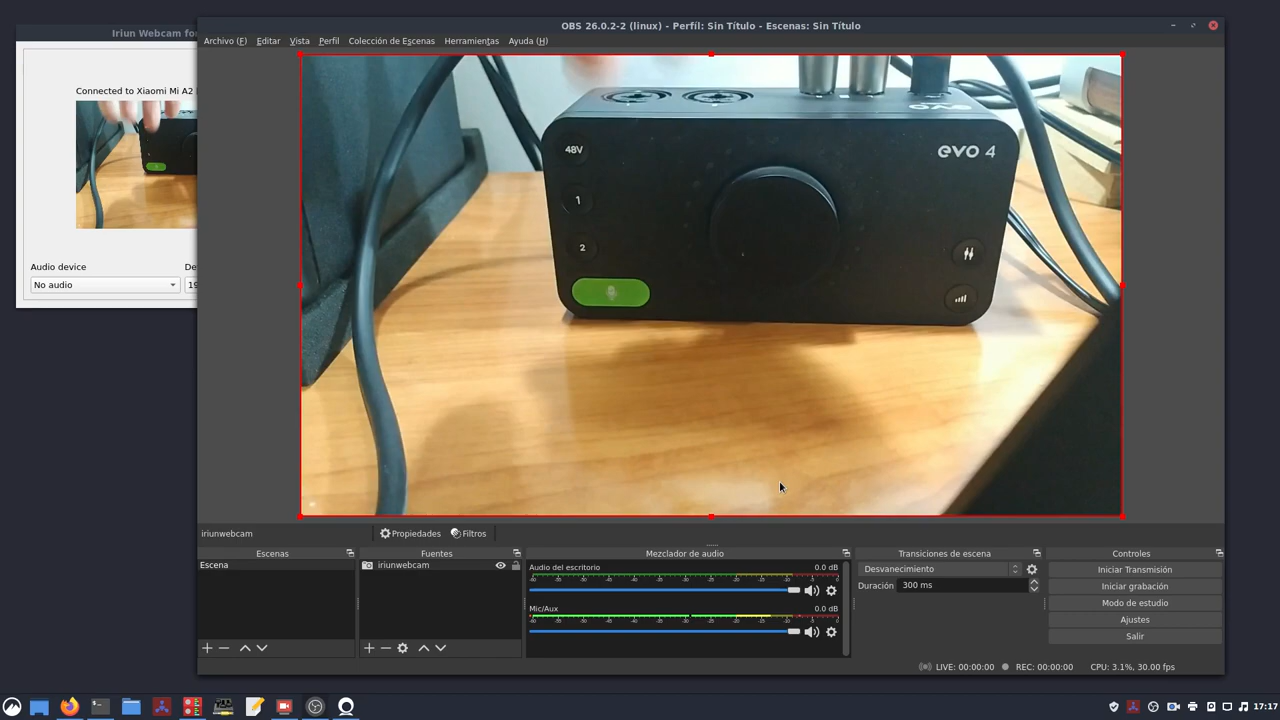 Iriun Webcam for
Connected to Xiaomi Mi A2
Audio device
No audio
OBS 26.0.2-2 (linux) - Perfil: Sin Título - Escenas: Sin Título
Archivo (F) Editar Vista Perfil Colección de Escenas Herramientas Ayuda (H)
48V
evo 4
1
2
iriunwebcam
Propiedades
Filtros
Escenas
Escena
Fuentes
iriunwebcam
Mezclador de audio
Audio del escritorio 0.0 dB
Mic/Aux 0.0 dB
Transiciones de escena
Desvanecimiento
Duración 300 ms
Controles
Iniciar Transmisión
Iniciar grabación
Modo de estudio
Ajustes
Salir
LIVE: 00:00:00 REC: 00:00:00 CPU: 3.1%, 30.00 fps
17:17